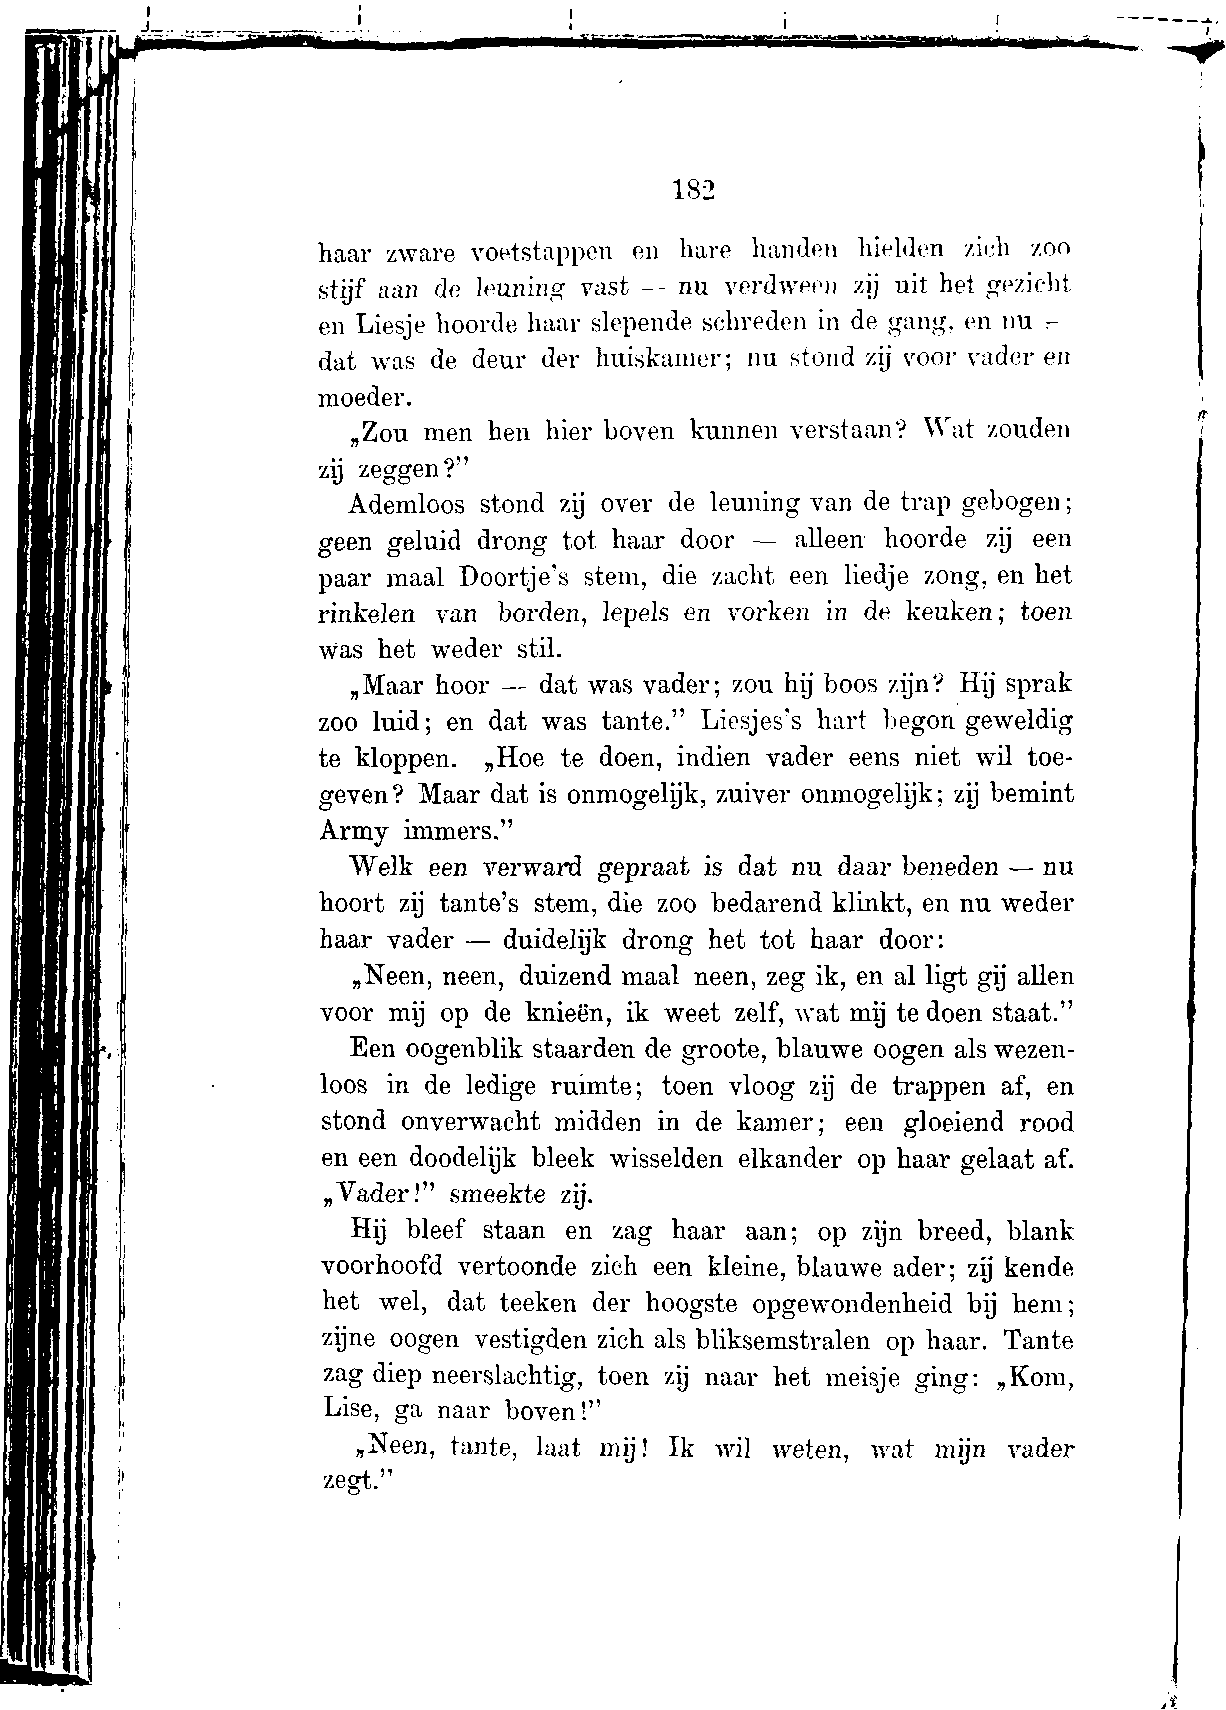 182
haar zware voetstappen en hare handen hielden zich zoo
stijf aan de leuning vast — nu verdween zij uit het gezicht
en Liesje hoorde haar slepende schreden in de gang, en nu –
dat was de deur der huiskamer; nu stond zij voor vader en
moeder.
„Zou men hen hier boven kunnen verstaan? Wat zouden
zij zeggen?”
Ademloos stond zij over de leuning van de trap gebogen;
geen geluid drong tot haar door — alleen hoorde zij een
paar maal Doortje's stem, die zacht een liedje zong, en het
rinkelen van borden, lepels en vorken in de keuken; toen
was het weder stil.
„Maar hoor — dat was vader; zou hij boos zijn? Hij sprak
zoo luid; en dat was tante.” Liesjes's hart begon geweldig
te kloppen. „Hoe te doen, indien vader eens niet wil toe-
geven? Maar dat is onmogelijk, zuiver onmogelijk; zij bemint
Army immers.”
Welk een verward gepraat is dat nu daar beneden — nu
hoort zij tante's stem, die zoo bedarend klinkt, en nu weder
haar vader — duidelijk drong het tot haar door:
„Neen, neen, duizend maal neen, zeg ik, en al ligt gij allen
voor mij op de knieën, ik weet zelf, wat mij te doen staat.”
Een oogenblik staarden de groote, blauwe oogen als wezen-
loos in de ledige ruimte; toen vloog zij de trappen af, en
stond onverwacht midden in de kamer; een gloeiend rood
en een doodelijk bleek wisselden elkander op haar gelaat af.
„Vader!” smeekte zij.
Hij bleef staan en zag haar aan; op zijn breed, blank
voorhoofd vertoonde zich een kleine, blauwe ader; zij kende
het wel, dat teeken der hoogste opgewondenheid bij hem;
zijne oogen vestigden zich als bliksemstralen op haar. Tante
zag diep neerslachtig, toen zij naar het meisje ging: „Kom,
Lise, ga naar boven!”
„Neen, tante, laat mij! Ik wil weten, wat mijn vader
zegt.”